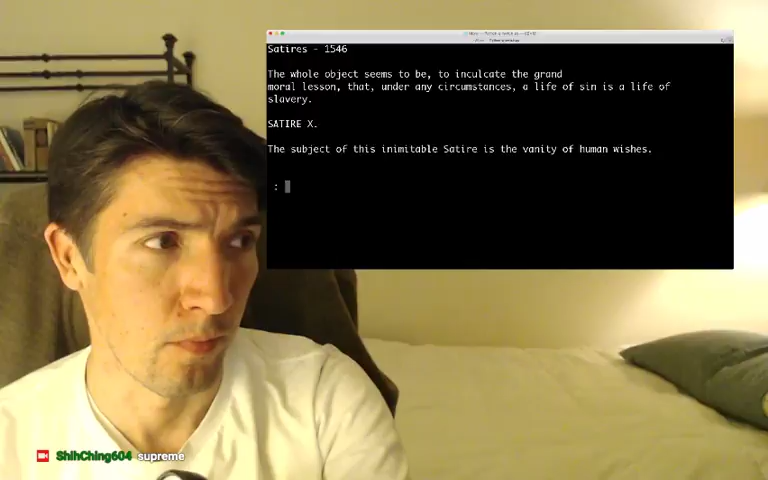 Satires - 1546
The whole object seems to be, to inculcate the grand
moral lesson, that, under any circumstances, a life of sin is a life of
slavery.
SATIRE X.
The subject of this inimitable Satire is the vanity of human wishes.
:
ShihChing604 supreme